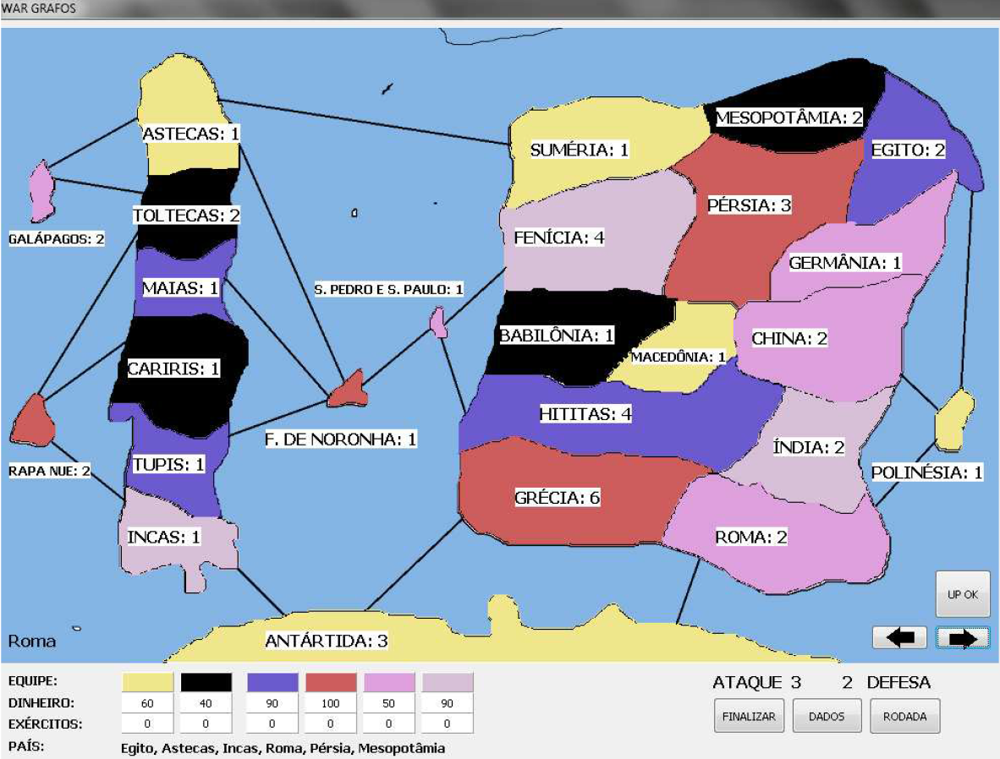 WAR GRAFOS
MESOPOTÂMIA: 2
ASTECAS: 1
SUMÉRIA: 1
EGITO: 2
PÉRSIA: 3
TOLTECAS: 2
GALÁPAGOS: 2
FENÍCIA: 4
GERMÂNIA: 1
MAIAS: 1
S. PEDRO E S. PAULO: 1
BABILÔNIA: 1
CHINA: 2
MACEDÔNIA: 1
CARIRIS: 1
HITITAS: 4
F. DE NORONHA: 1
ÍNDIA: 2
TUPIS: 1
RAPA NUE: 2
POLINÉSIA: 1
GRÉCIA: 6
INCAS: 1
ROMA: 2
UP OK
Roma
ANTÁRTIDA: 3
EQUIPE:
ATAQUE 3 2 DEFESA
DINHEIRO: 60 40 90 100 50 90
FINALIZAR DADOS RODADA
EXÉRCITOS: 0 0 0 0 0 0
PAÍS: Egito, Astecas, Incas, Roma, Pérsia, Mesopotâmia